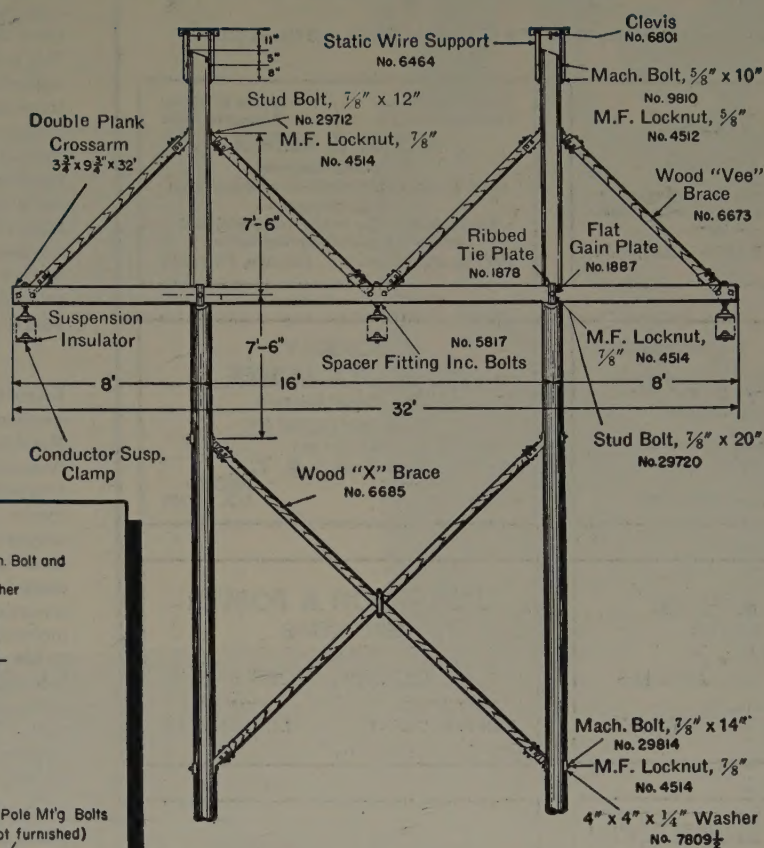 11"
5"
8"
Clevis
No. 6801
Static Wire Support
No. 6464
Mach. Bolt, 5/8" x 10"
No. 9810
M.F. Locknut, 5/8"
No. 4512
Stud Bolt, 7/8" x 12"
No. 29712
M.F. Locknut, 7/8"
No. 4514
Double Plank
Crossarm
3 3/4" x 9 3/4" x 32'
Wood "Vee"
Brace
No. 6673
7'-6"
Ribbed
Tie Plate
No. 1878
Flat
Gain Plate
No. 1887
Suspension
Insulator
7'-6"
No. 5817
Spacer Fitting Inc. Bolts
M.F. Locknut,
7/8" No. 4514
8'
16'
8'
32'
Conductor Susp.
Clamp
Stud Bolt, 7/8" x 20"
No. 29720
Wood "X" Brace
No. 6685
Bolt and
Mach. Bolt, 7/8" x 14"
No. 29814
M.F. Locknut, 7/8"
No. 4514
4" x 4" x 1/4" Washer
No. 7809 1/2
Pole Mt'g Bolts
furnished)